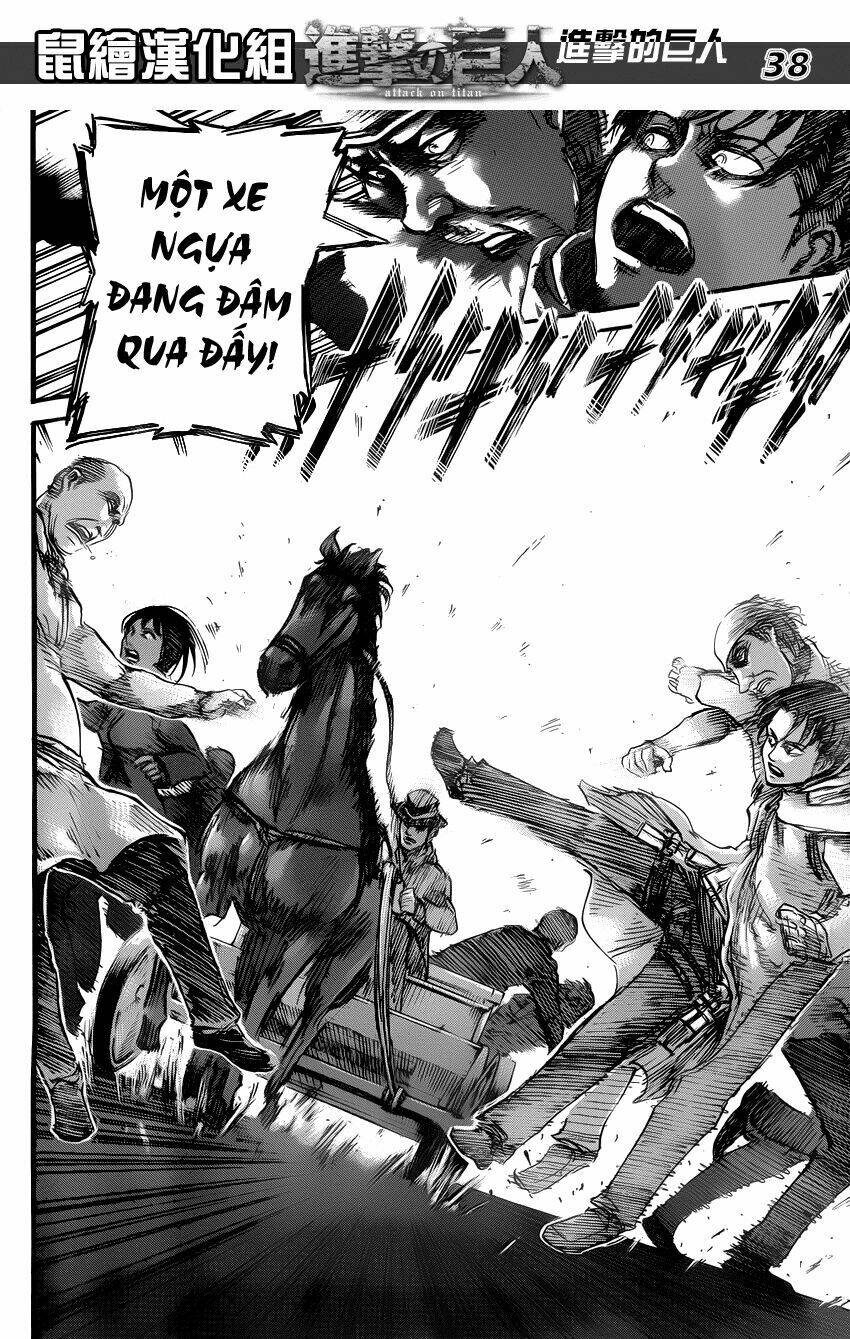 鼠繪漢化組 進撃の巨人 進擊的巨人 38
attack on titan
MỘT XE
NGỰA
ĐANG ĐÂM
QUA ĐẤY!